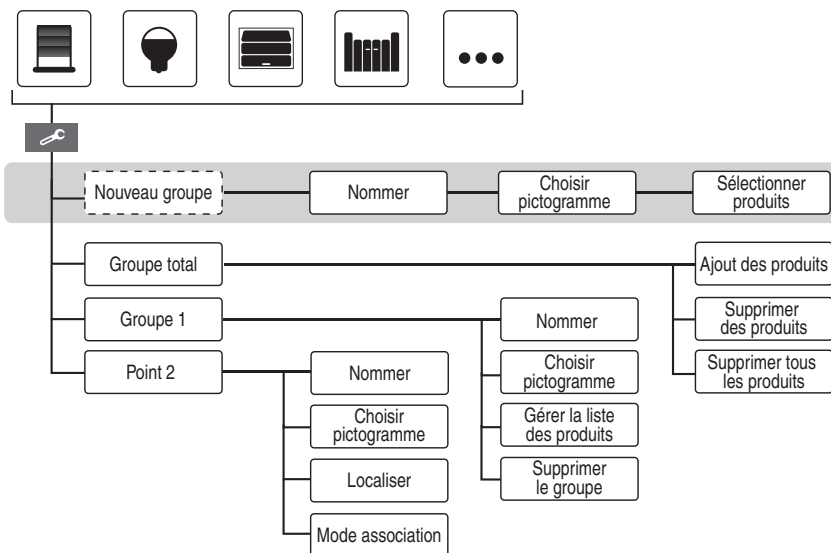 Nouveau groupe
Nommer
Choisir
pictogramme
Sélectionner
produits
Groupe total
Ajout des produits
Groupe 1
Nommer
Supprimer
des produits
Point 2
Nommer
Choisir
pictogramme
Supprimer tous
les produits
Choisir
pictogramme
Gérer la liste
des produits
Localiser
Supprimer
le groupe
Mode association